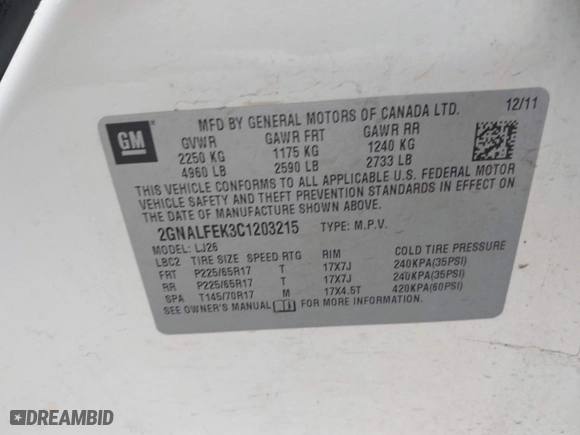 MFD BY GENERAL MOTORS OF CANADA LTD. 12/11
GM
GVWR GAWR FRT GAWR RR
2250 KG 1175 KG 1240 KG
4960 LB 2590 LB 2733 LB
THIS VEHICLE CONFORMS TO ALL APPLICABLE U.S. FEDERAL MOTOR
VEHICLE SAFETY AND THEFT PREVENTION STANDARDS IN EFFECT ON
THE DATE OF MANUFACTURE SHOWN ABOVE.
2GNALFEK3C1203215 TYPE: M.P.V.
MODEL: LJ26
LBC2 TIRE SIZE SPEED RTG RIM COLD TIRE PRESSURE
FRT P225/65R17 T 17X7J 240KPA(35PSI)
RR P225/65R17 T 17X7J 240KPA(35PSI)
SPA T145/70R17 M 17X4.5T 420KPA(60PSI)
SEE OWNER'S MANUAL FOR MORE INFORMATION.
DREAMBID